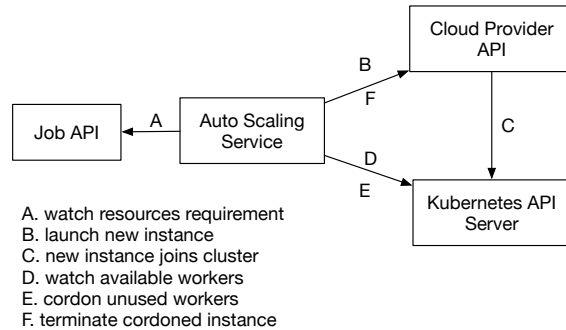 Cloud Provider
API
B
F
Job API
A
Auto Scaling
Service
C
D
E
Kubernetes API
Server
A. watch resources requirement
B. launch new instance
C. new instance joins cluster
D. watch available workers
E. cordon unused workers
F. terminate cordoned instance